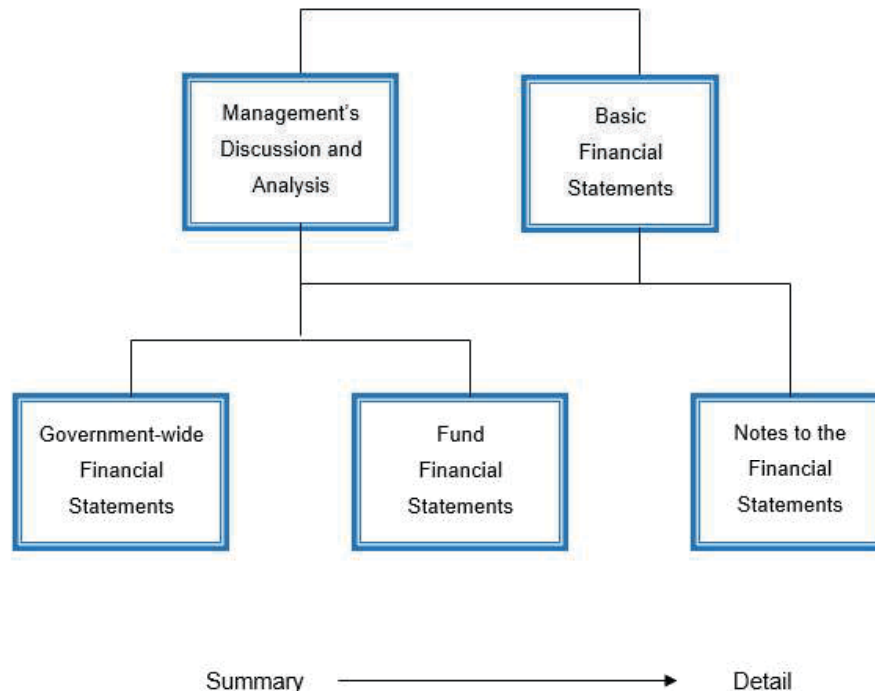 Management's
Discussion and
Analysis
Basic
Financial
Statements
Government-wide
Financial
Statements
Fund
Financial
Statements
Notes to the
Financial
Statements
Summary
Detail